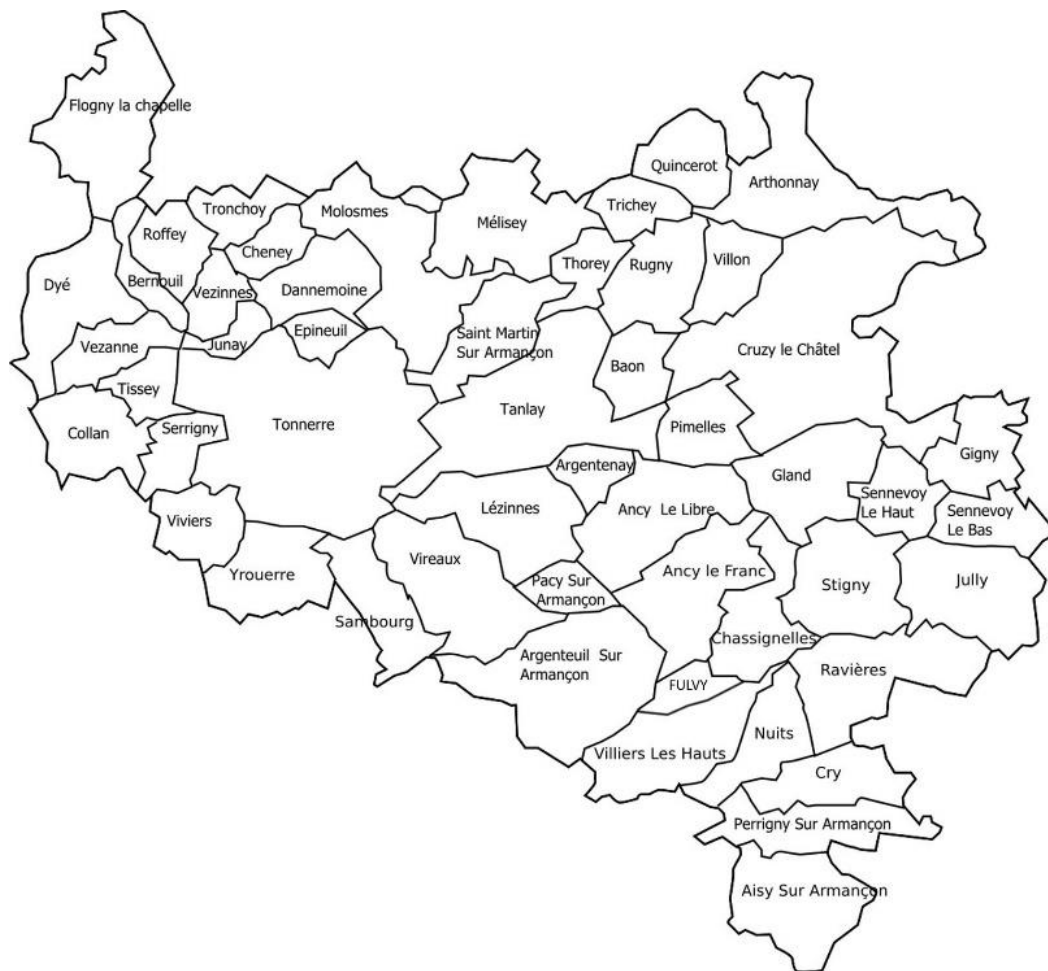 Flogny la chapelle
Quincerot
Arthonnay
Tronchoy
Molosmes
Mélisey
Trichey
Roffey
Cheney
Thorey
Rugny
Villon
Dyé
Bernouil
Vezinnes
Dannemoine
Vezanne
Junay
Epineuil
Saint Martin
Sur Armançon
Baon
Cruzy le Châtel
Tissey
Tanlay
Collan
Serrigny
Tonnerre
Pimelles
Argentenay
Gland
Gigny
Sennevoy
Le Haut
Sennevoy
Le Bas
Lézinnes
Ancy Le Libre
Viviers
Vireaux
Yrouerre
Pacy Sur
Armançon
Ancy le Franc
Stigny
Jully
Sambourg
Chassignelles
Argenteuil Sur
Armançon
Ravières
FULVY
Villiers Les Hauts
Nuits
Cry
Perrigny Sur Armançon
Aisy Sur Armançon